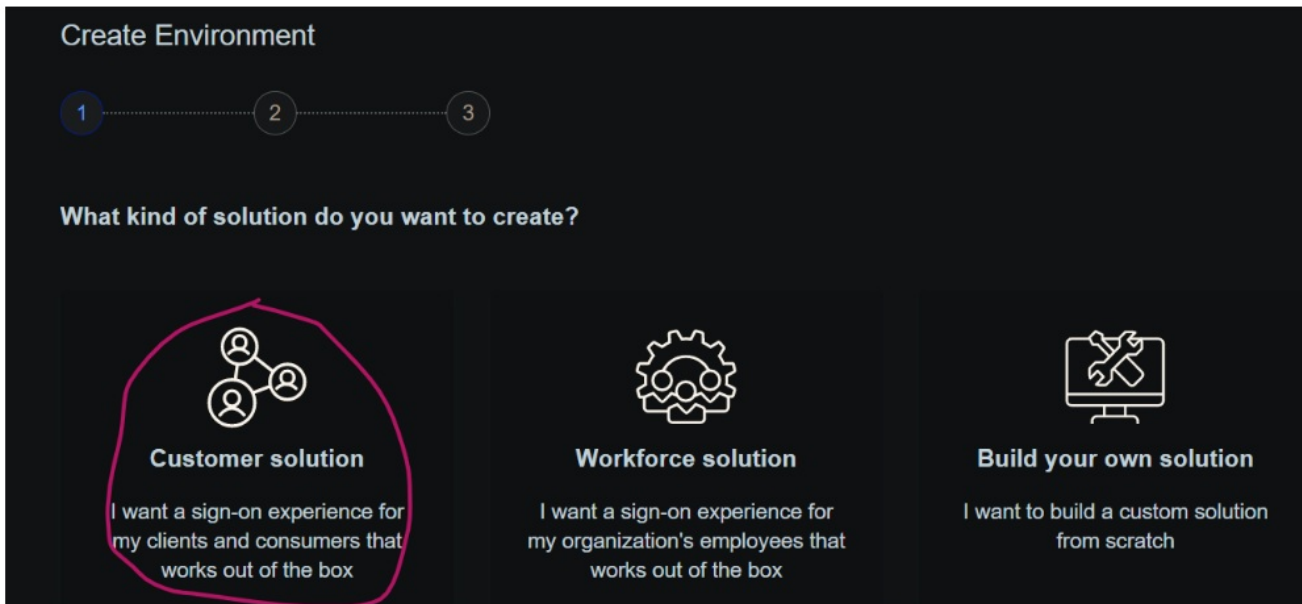 Create Environment
1 2 3
What kind of solution do you want to create?
Customer solution
I want a sign-on experience for
my clients and consumers that
works out of the box
Workforce solution
I want a sign-on experience for
my organization's employees that
works out of the box
Build your own solution
I want to build a custom solution
from scratch